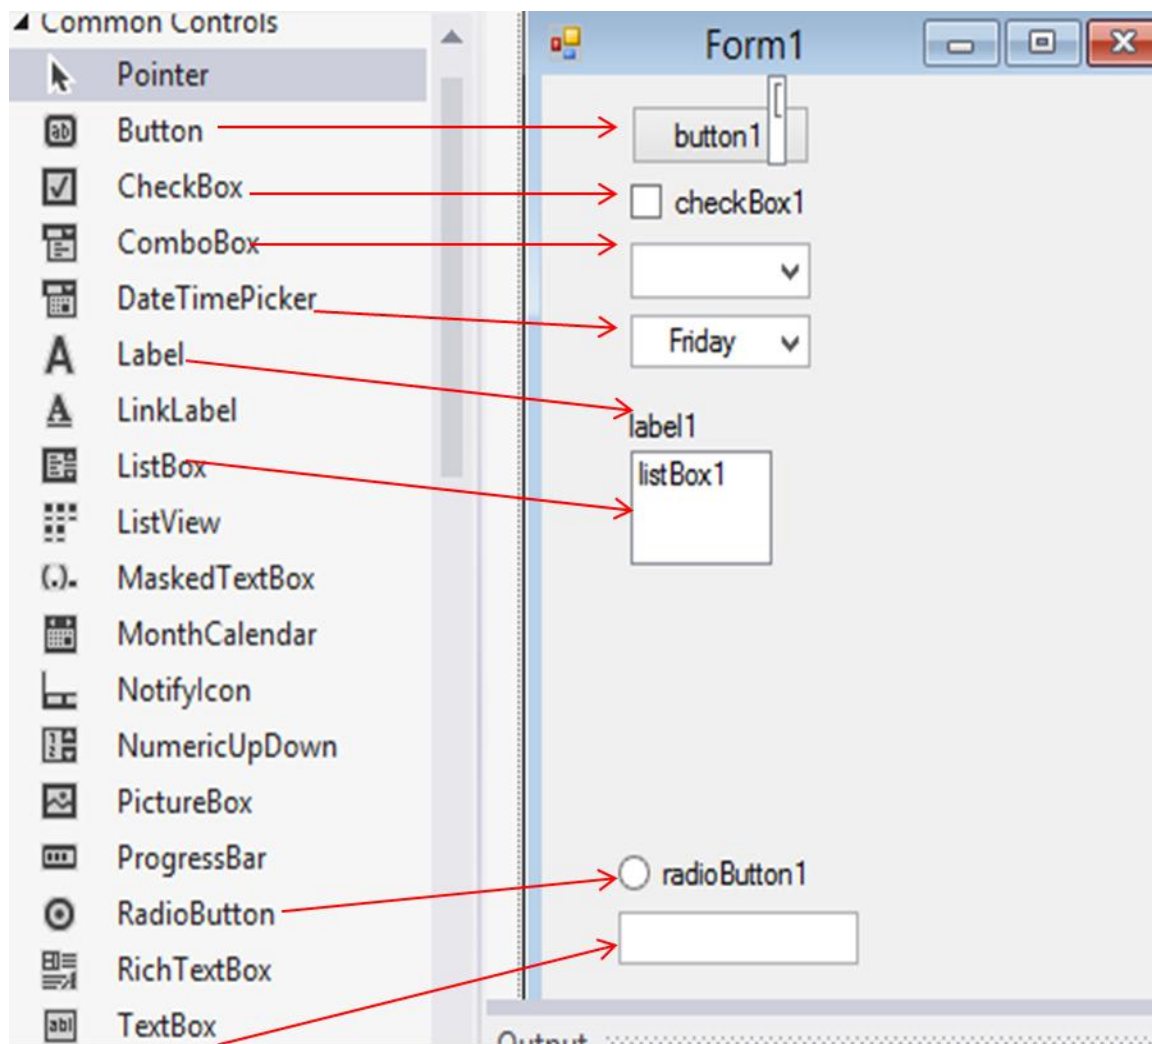 Common Controls
Pointer
Button
CheckBox
ComboBox
DateTimePicker
Label
LinkLabel
ListBox
ListView
MaskedTextBox
MonthCalendar
NotifyIcon
NumericUpDown
PictureBox
ProgressBar
RadioButton
RichTextBox
TextBox
Form1
button1
[
checkBox1
Friday
label1
listBox1
radioButton1
Output